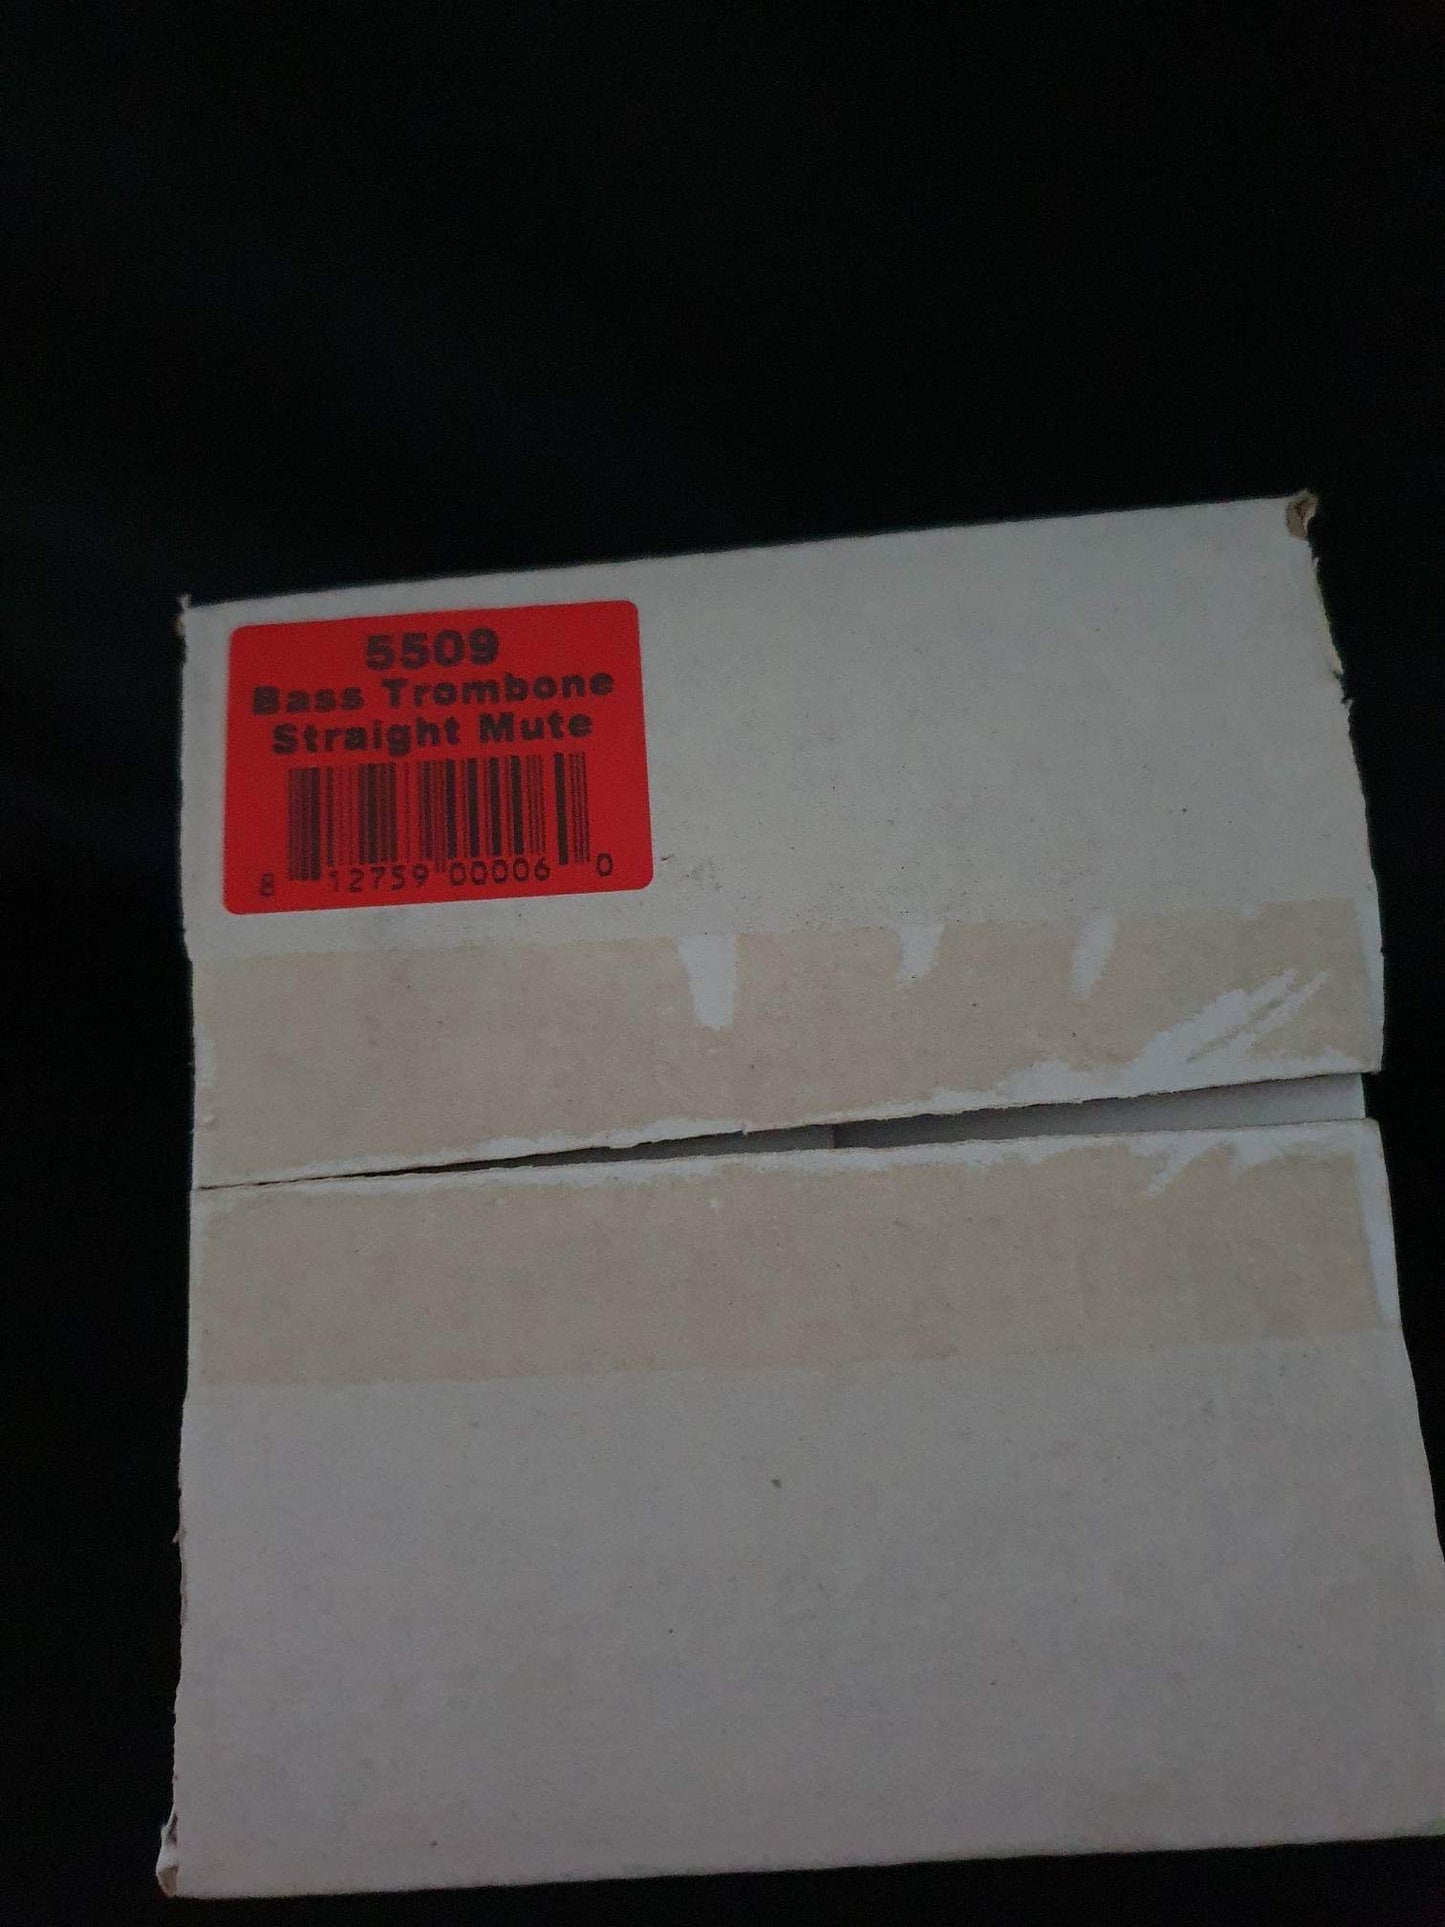 5509
Bass Trombone
Straight Mute
8 12759 00006 0